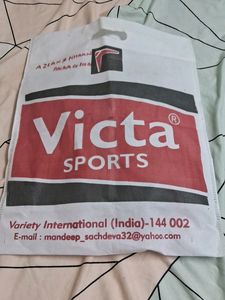 Victa®
SPORTS
Variety International (India)-144 002
E-mail : mandeep_sachdeva32@yahoo.com